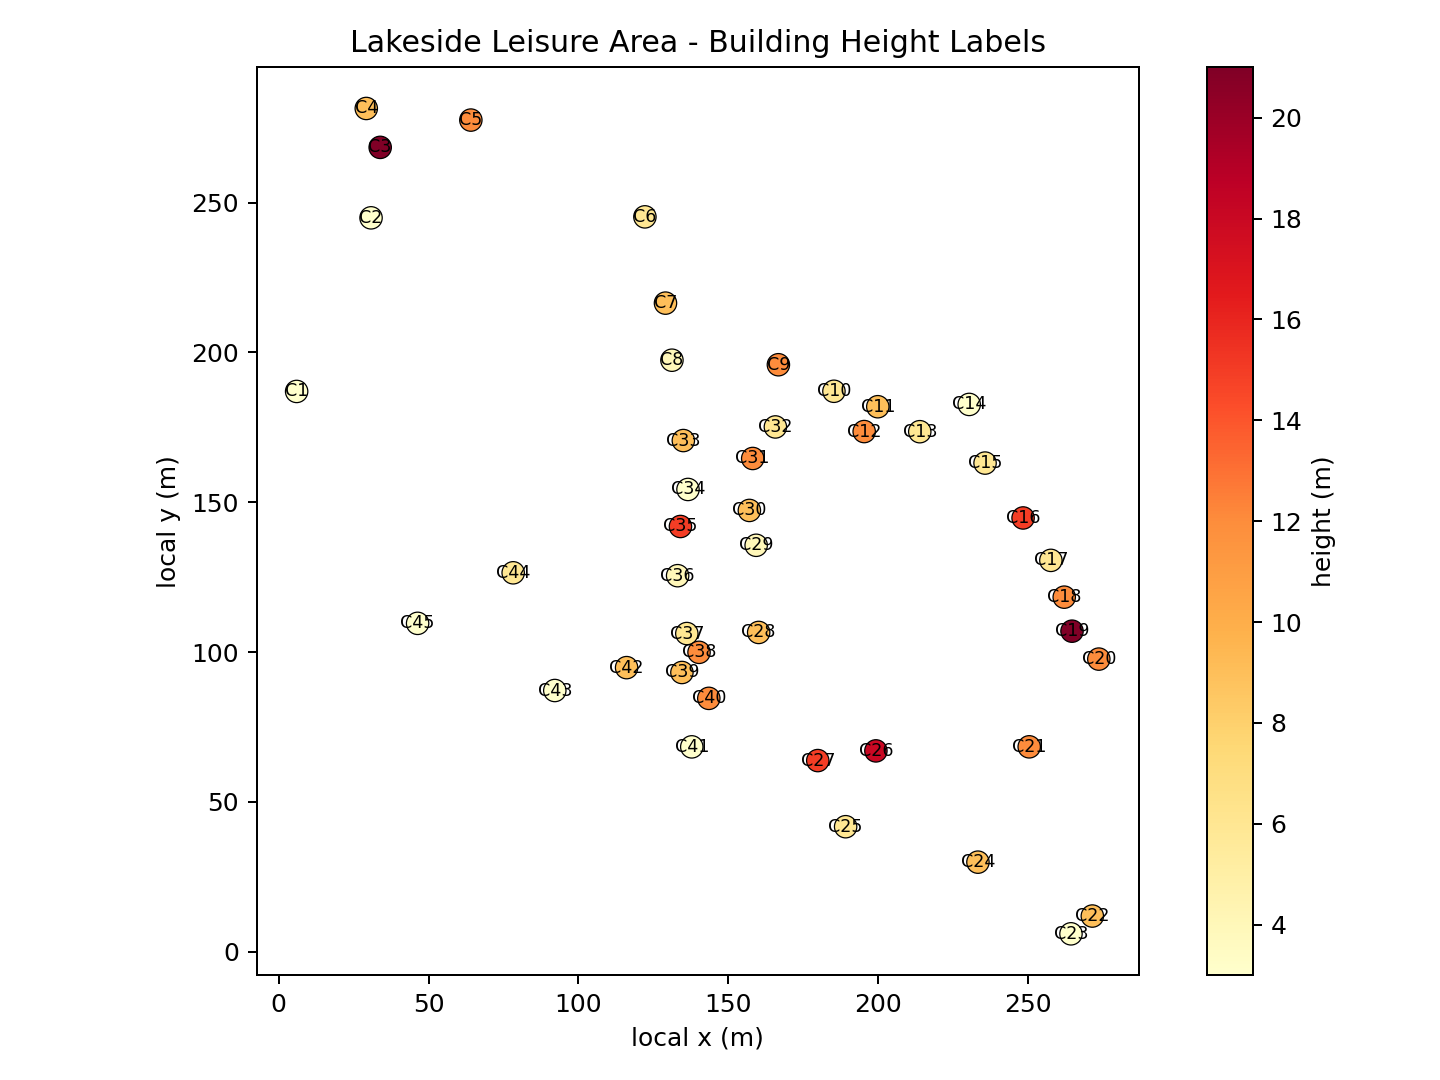 Lakeside Leisure Area - Building Height Labels
C4
C5
C3
C2
C6
C7
C8
C9
C1
C10
C11
C12
C13
C14
C32
C33
C31
C15
C34
C30
C35
C16
C29
C17
C36
C44
C18
C45
C37
C28
C19
C38
C20
C42
C39
C43
C40
C41
C26
C21
C27
C25
C24
C22
C23
250
200
150
100
50
0
0 50 100 150 200 250
local x (m)
local y (m)
20
18
16
14
12
10
8
6
4
height (m)